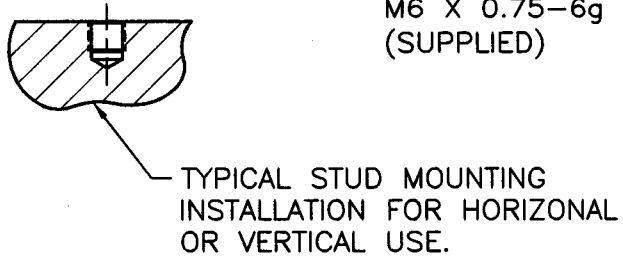 M6 X 0.75-6g
(SUPPLIED)
TYPICAL STUD MOUNTING
INSTALLATION FOR HORIZONAL
OR VERTICAL USE.